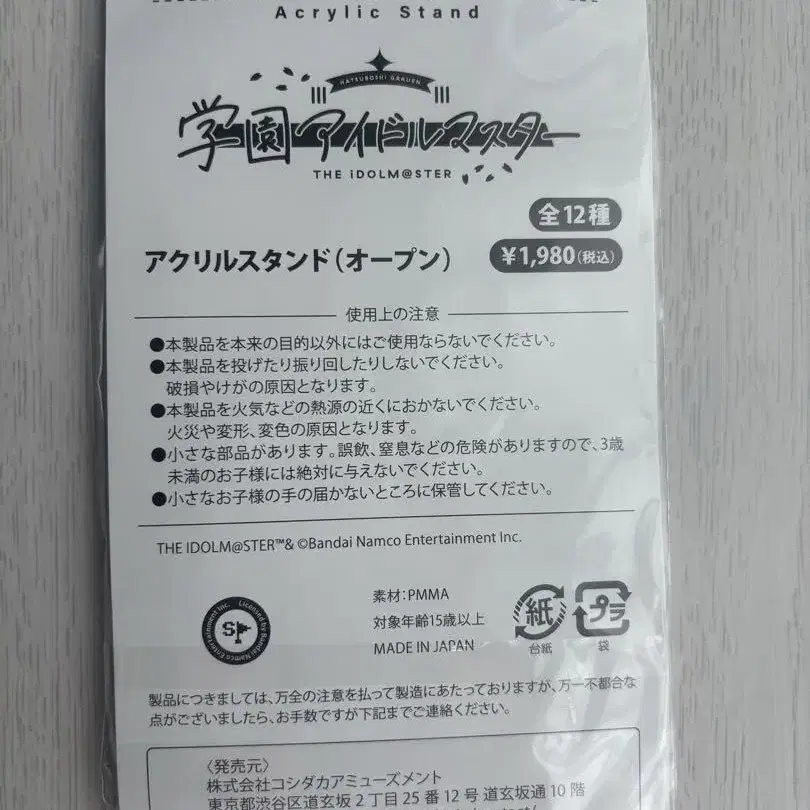 Acrylic Stand
HATSUBOSHI GAKUEN
学園アイドルマスター
THE iDOLM@STER
全12種
アクリルスタンド(オープン)
¥1,980(税込)
使用上の注意
●本製品を本来の目的以外にはご使用ならないでください。
●本製品を投げたり振り回したりしないでください。
破損やけがの原因となります。
●本製品を火気などの熱源の近くにおかないでください。
火災や変形、変色の原因となります。
●小さな部品があります。誤飲、窒息などの危険がありますので、3歳
未満のお子様には絶対に与えないでください。
●小さなお子様の手の届かないところに保管してください。
THE IDOLM@STER™& ©Bandai Namco Entertainment Inc.
Licensed by Bandai Namco Entertainment Inc.
素材:PMMA
対象年齢15歳以上
MADE IN JAPAN
紙
台紙
プラ
袋
製品につきましては、万全の注意を払って製造にあたっておりますが、万一不都合な
点がございましたら、お手数ですが下記までご連絡ください。
〈発売元〉
株式会社コシダカアミューズメント
東京都渋谷区道玄坂2丁目25番12号 道玄坂通10階